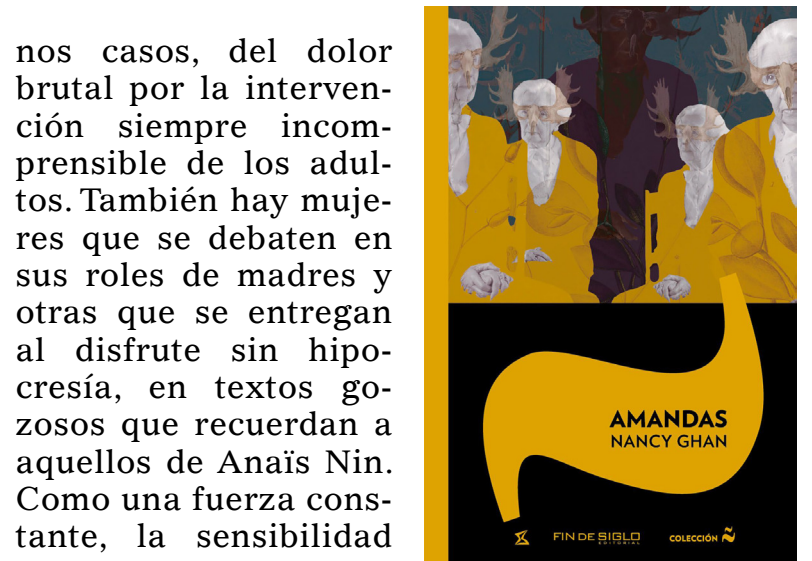 nos casos, del dolor
brutal por la interven-
ción siempre incom-
prensible de los adul-
tos. También hay muje-
res que se debaten en
sus roles de madres y
otras que se entregan
al disfrute sin hipo-
cresía, en textos go-
zosos que recuerdan a
aquellos de Anaïs Nin.
Como una fuerza cons-
tante, la sensibilidad
AMANDAS
NANCY GHAN
FIN DE SIGLO
EDITORIAL
COLECCIÓN Ñ